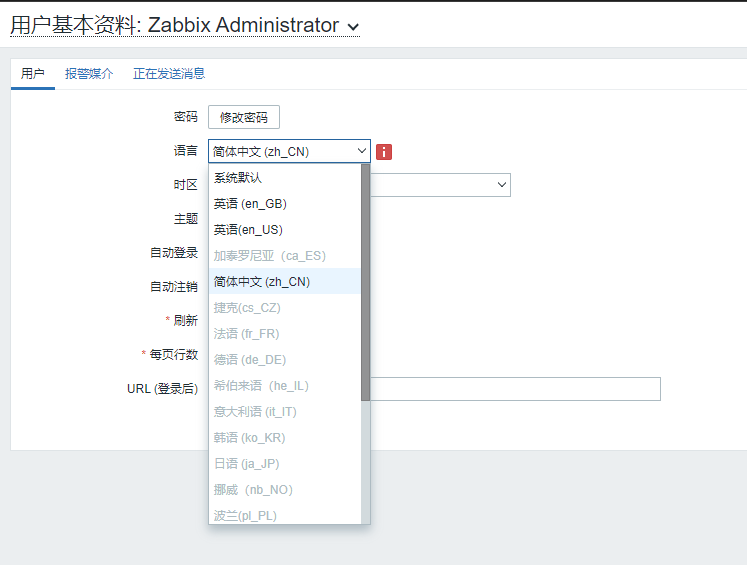 用户基本资料: Zabbix Administrator
用户 报警媒介 正在发送消息
密码 修改密码
语言 简体中文 (zh_CN)
系统默认
时区
英语 (en_GB)
主题
英语(en_US)
自动登录 加泰罗尼亚（ca_ES）
自动注销 简体中文 (zh_CN)
捷克(cs_CZ)
* 刷新
法语 (fr_FR)
* 每页行数
德语 (de_DE)
URL (登录后) 希伯来语（he_IL）
意大利语 (it_IT)
韩语 (ko_KR)
日语 (ja_JP)
挪威（nb_NO）
波兰(pl_PL)